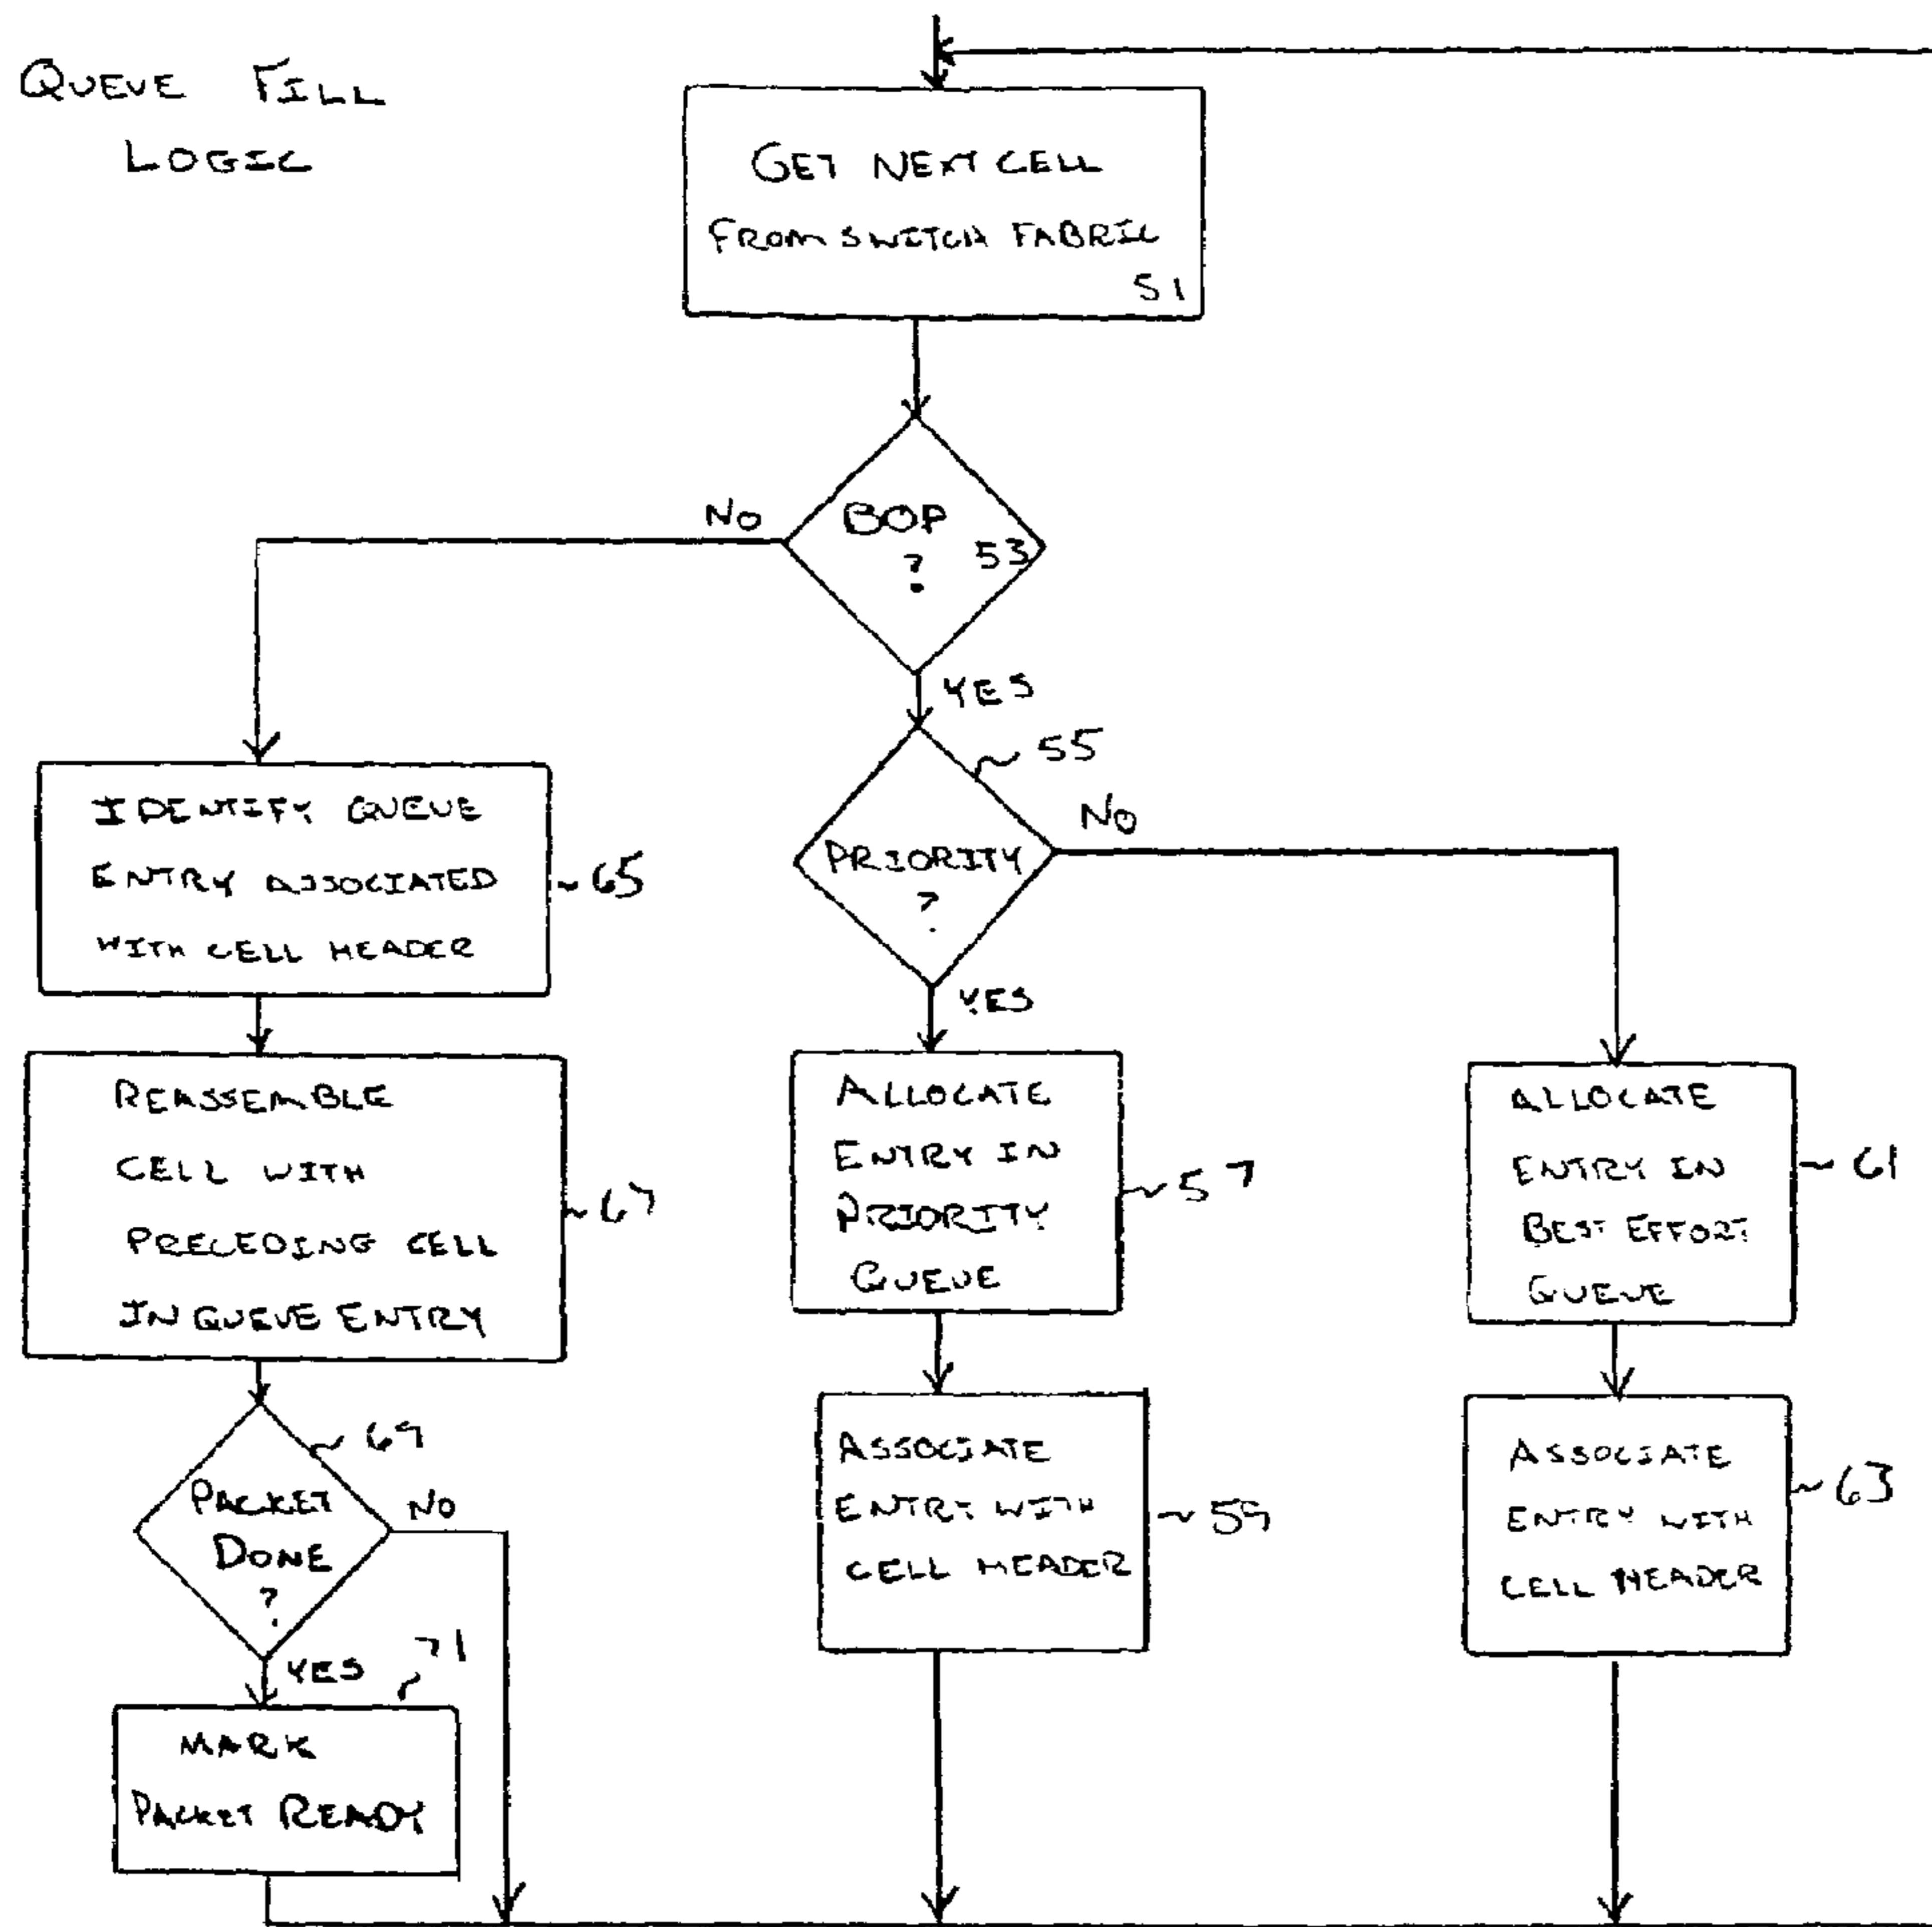 QUEUE FILL
LOGIC
GET NEXT CELL
FROM SWITCH FABRIC
51
BOP
?
53
NO
YES
55
PRIORITY
?
NO
YES
IDENTIFY QUEUE
ENTRY ASSOCIATED
WITH CELL HEADER
65
REASSEMBLE
CELL WITH
PRECEDING CELL
IN QUEUE ENTRY
67
69
PACKET
DONE
?
NO
YES
71
MARK
PACKET READY
ALLOCATE
ENTRY IN
PRIORITY
QUEUE
57
ASSOCIATE
ENTRY WITH
CELL HEADER
59
ALLOCATE
ENTRY IN
BEST EFFORT
QUEUE
61
ASSOCIATE
ENTRY WITH
CELL HEADER
63